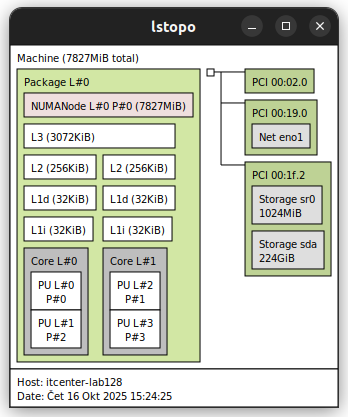 lstopo
Machine (7827MiB total)
Package L#0
NUMANode L#0 P#0 (7827MiB)
L3 (3072KiB)
L2 (256KiB)
L2 (256KiB)
L1d (32KiB)
L1d (32KiB)
L1i (32KiB)
L1i (32KiB)
Core L#0
PU L#0
P#0
PU L#1
P#2
Core L#1
PU L#2
P#1
PU L#3
P#3
PCI 00:02.0
PCI 00:19.0
Net eno1
PCI 00:1f.2
Storage sr0
1024MiB
Storage sda
224GiB
Host: itcenter-lab128
Date: Čet 16 Okt 2025 15:24:25